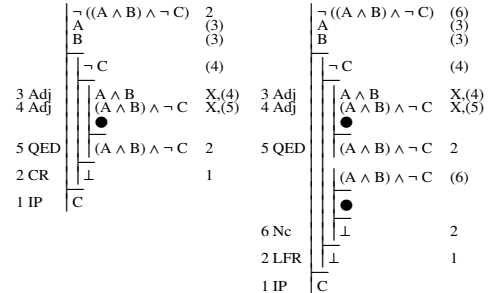 ¬ ((A ∧ B) ∧ ¬ C) 2
A (3)
B (3)
¬ C (4)
3 Adj A ∧ B X,(4)
4 Adj (A ∧ B) ∧ ¬ C X,(5)
●
5 QED (A ∧ B) ∧ ¬ C 2
2 CR ⊥ 1
1 IP C
¬ ((A ∧ B) ∧ ¬ C) (6)
A (3)
B (3)
¬ C (4)
3 Adj A ∧ B X,(4)
4 Adj (A ∧ B) ∧ ¬ C X,(5)
●
5 QED (A ∧ B) ∧ ¬ C 2
(A ∧ B) ∧ ¬ C (6)
●
6 Nc ⊥ 2
2 LFR ⊥ 1
1 IP C